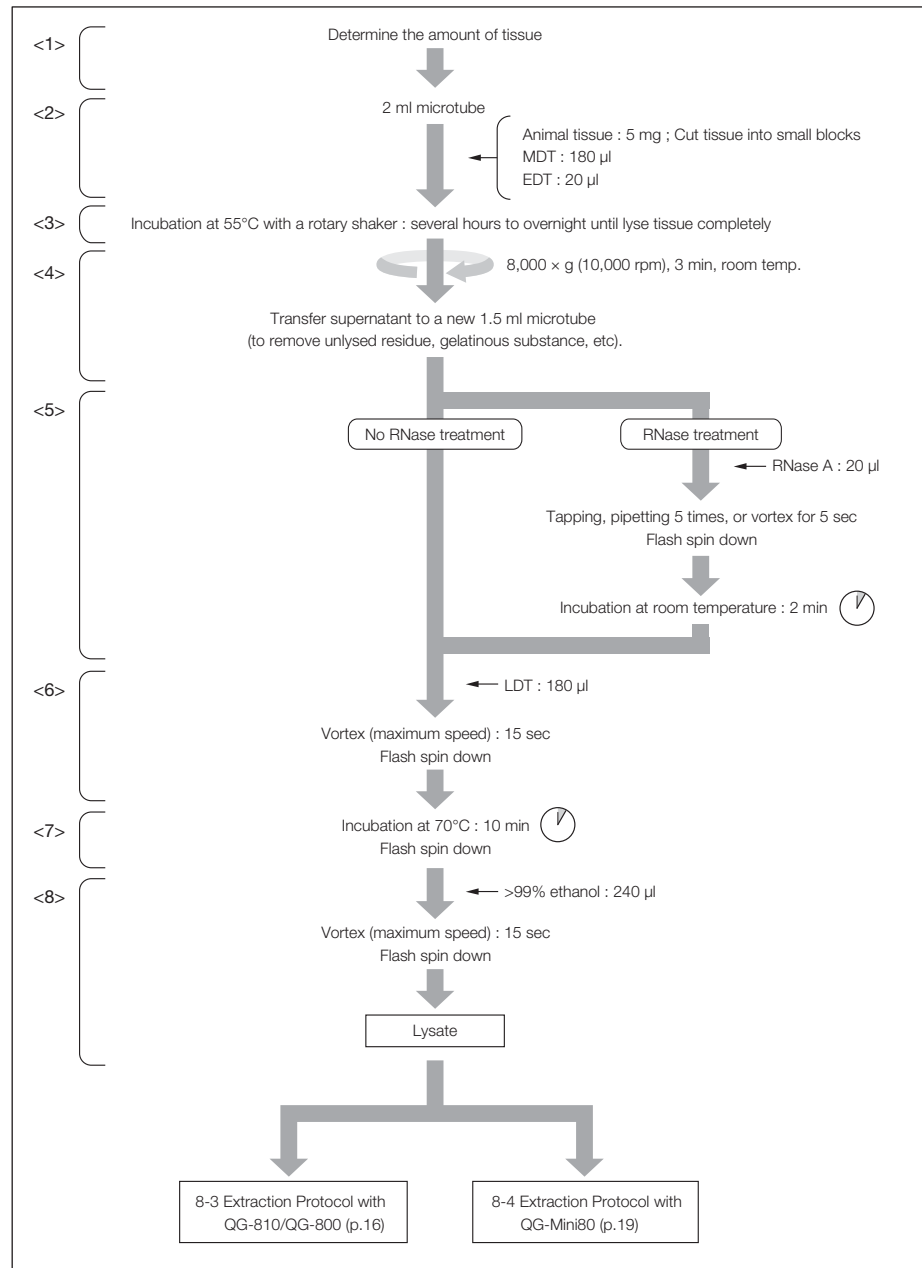 <1>
Determine the amount of tissue
<2>
2 ml microtube
Animal tissue : 5 mg ; Cut tissue into small blocks
MDT : 180 µl
EDT : 20 µl
<3>
Incubation at 55°C with a rotary shaker : several hours to overnight until lyse tissue completely
<4>
8,000 × g (10,000 rpm), 3 min, room temp.
Transfer supernatant to a new 1.5 ml microtube
(to remove unlysed residue, gelatinous substance, etc).
<5>
No RNase treatment
RNase treatment
RNase A : 20 µl
Tapping, pipetting 5 times, or vortex for 5 sec
Flash spin down
Incubation at room temperature : 2 min
<6>
LDT : 180 µl
Vortex (maximum speed) : 15 sec
Flash spin down
<7>
Incubation at 70°C : 10 min
Flash spin down
<8>
>99% ethanol : 240 µl
Vortex (maximum speed) : 15 sec
Flash spin down
Lysate
8-3 Extraction Protocol with
QG-810/QG-800 (p.16)
8-4 Extraction Protocol with
QG-Mini80 (p.19)